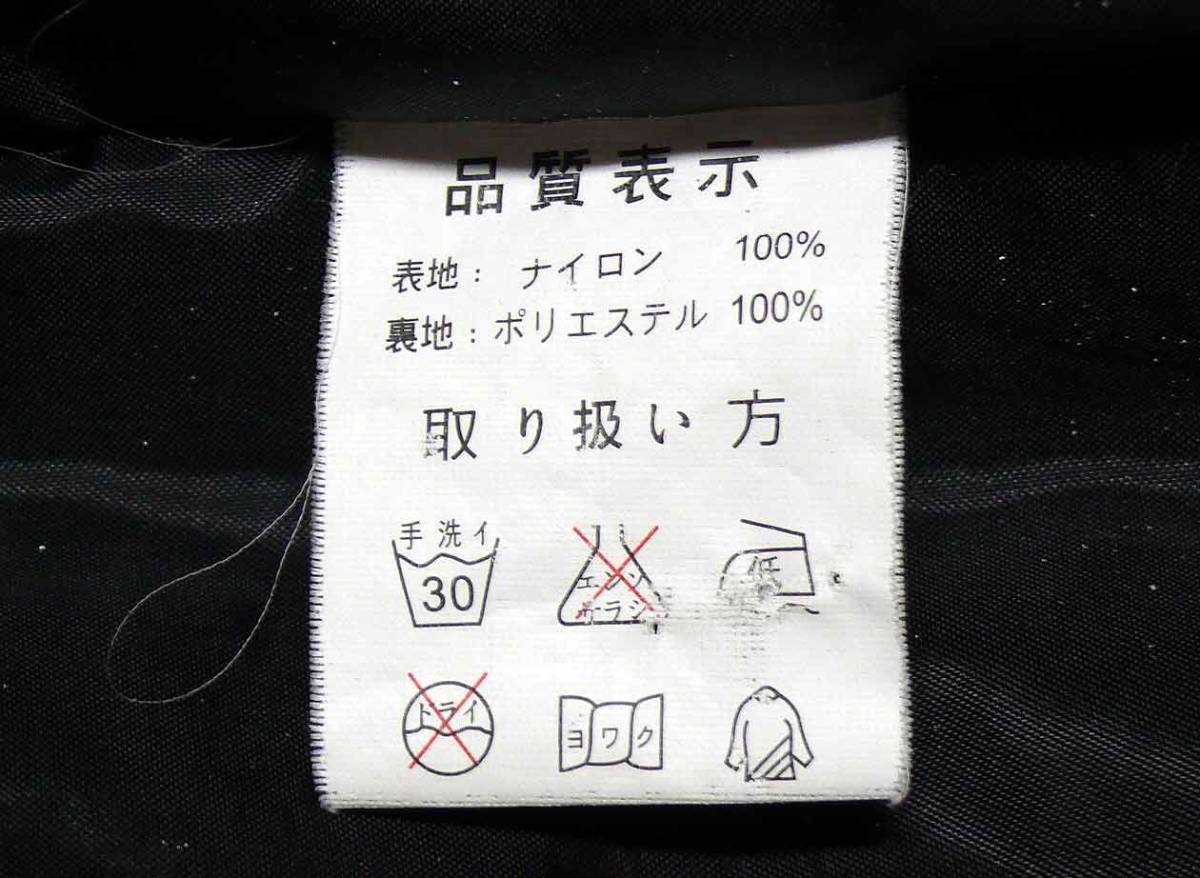 品質表示
表地： ナイロン 100%
裏地：ポリエステル 100%
取り扱い方
手洗イ
30
エンソ
サラシ
低
ドライ
ヨワク